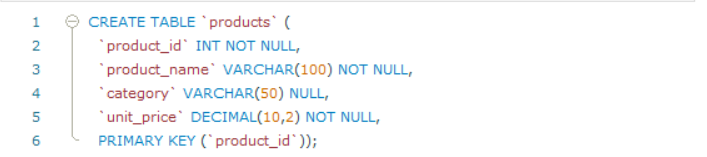 1 CREATE TABLE `products` (
2 `product_id` INT NOT NULL,
3 `product_name` VARCHAR(100) NOT NULL,
4 `category` VARCHAR(50) NULL,
5 `unit_price` DECIMAL(10,2) NOT NULL,
6 PRIMARY KEY (`product_id`));